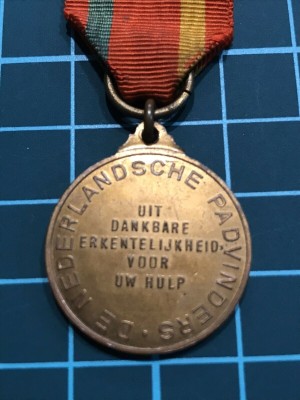 DE NEDERLANDSCHE PADVINDERS
UIT
DANKBARE
ERKENTELIJKHEID.
VOOR
UW HULP